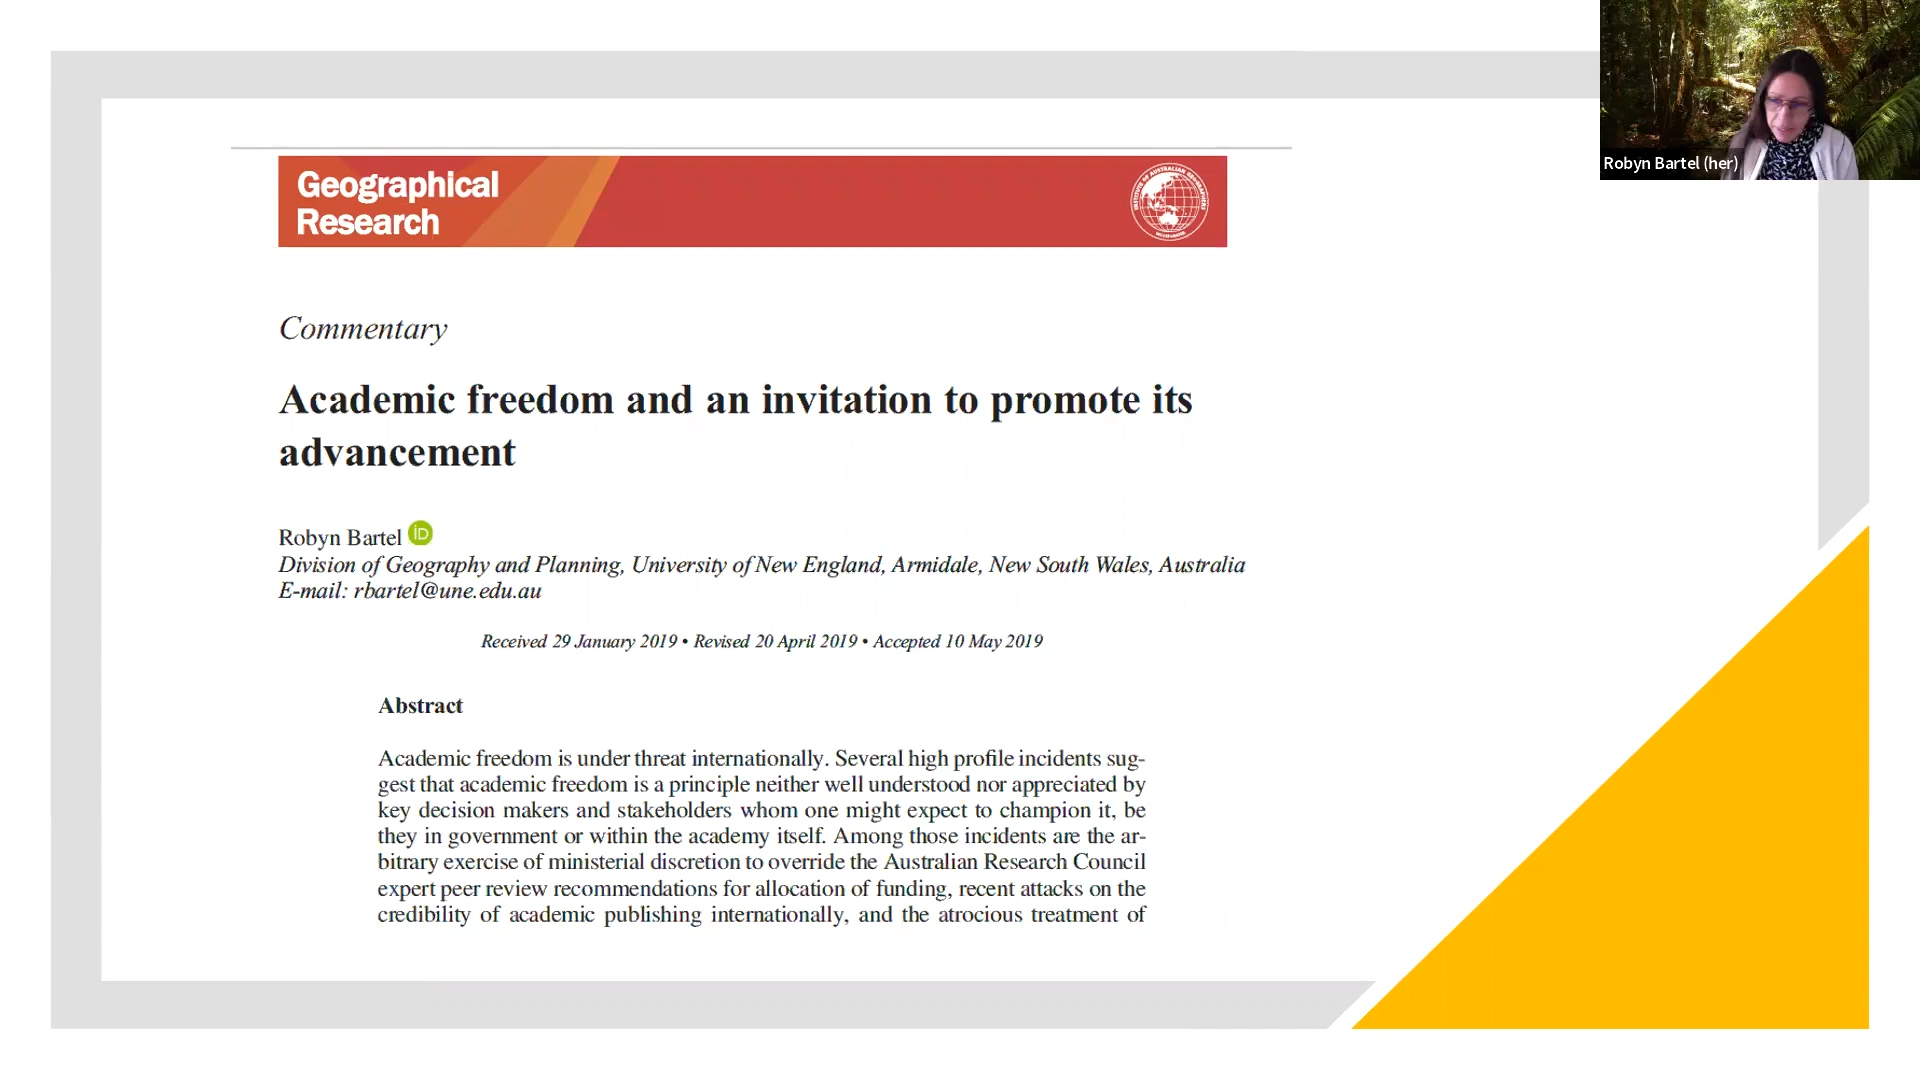 Robyn Bartel (her)
Geographical
Research
INSTITUTE OF AUSTRALIAN GEOGRAPHERS
Commentary
Academic freedom and an invitation to promote its
advancement
Robyn Bartel iD
Division of Geography and Planning, University of New England, Armidale, New South Wales, Australia
E-mail: rbartel@une.edu.au
Received 29 January 2019 • Revised 20 April 2019 • Accepted 10 May 2019
Abstract
Academic freedom is under threat internationally. Several high profile incidents sug-
gest that academic freedom is a principle neither well understood nor appreciated by
key decision makers and stakeholders whom one might expect to champion it, be
they in government or within the academy itself. Among those incidents are the ar-
bitrary exercise of ministerial discretion to override the Australian Research Council
expert peer review recommendations for allocation of funding, recent attacks on the
credibility of academic publishing internationally, and the atrocious treatment of